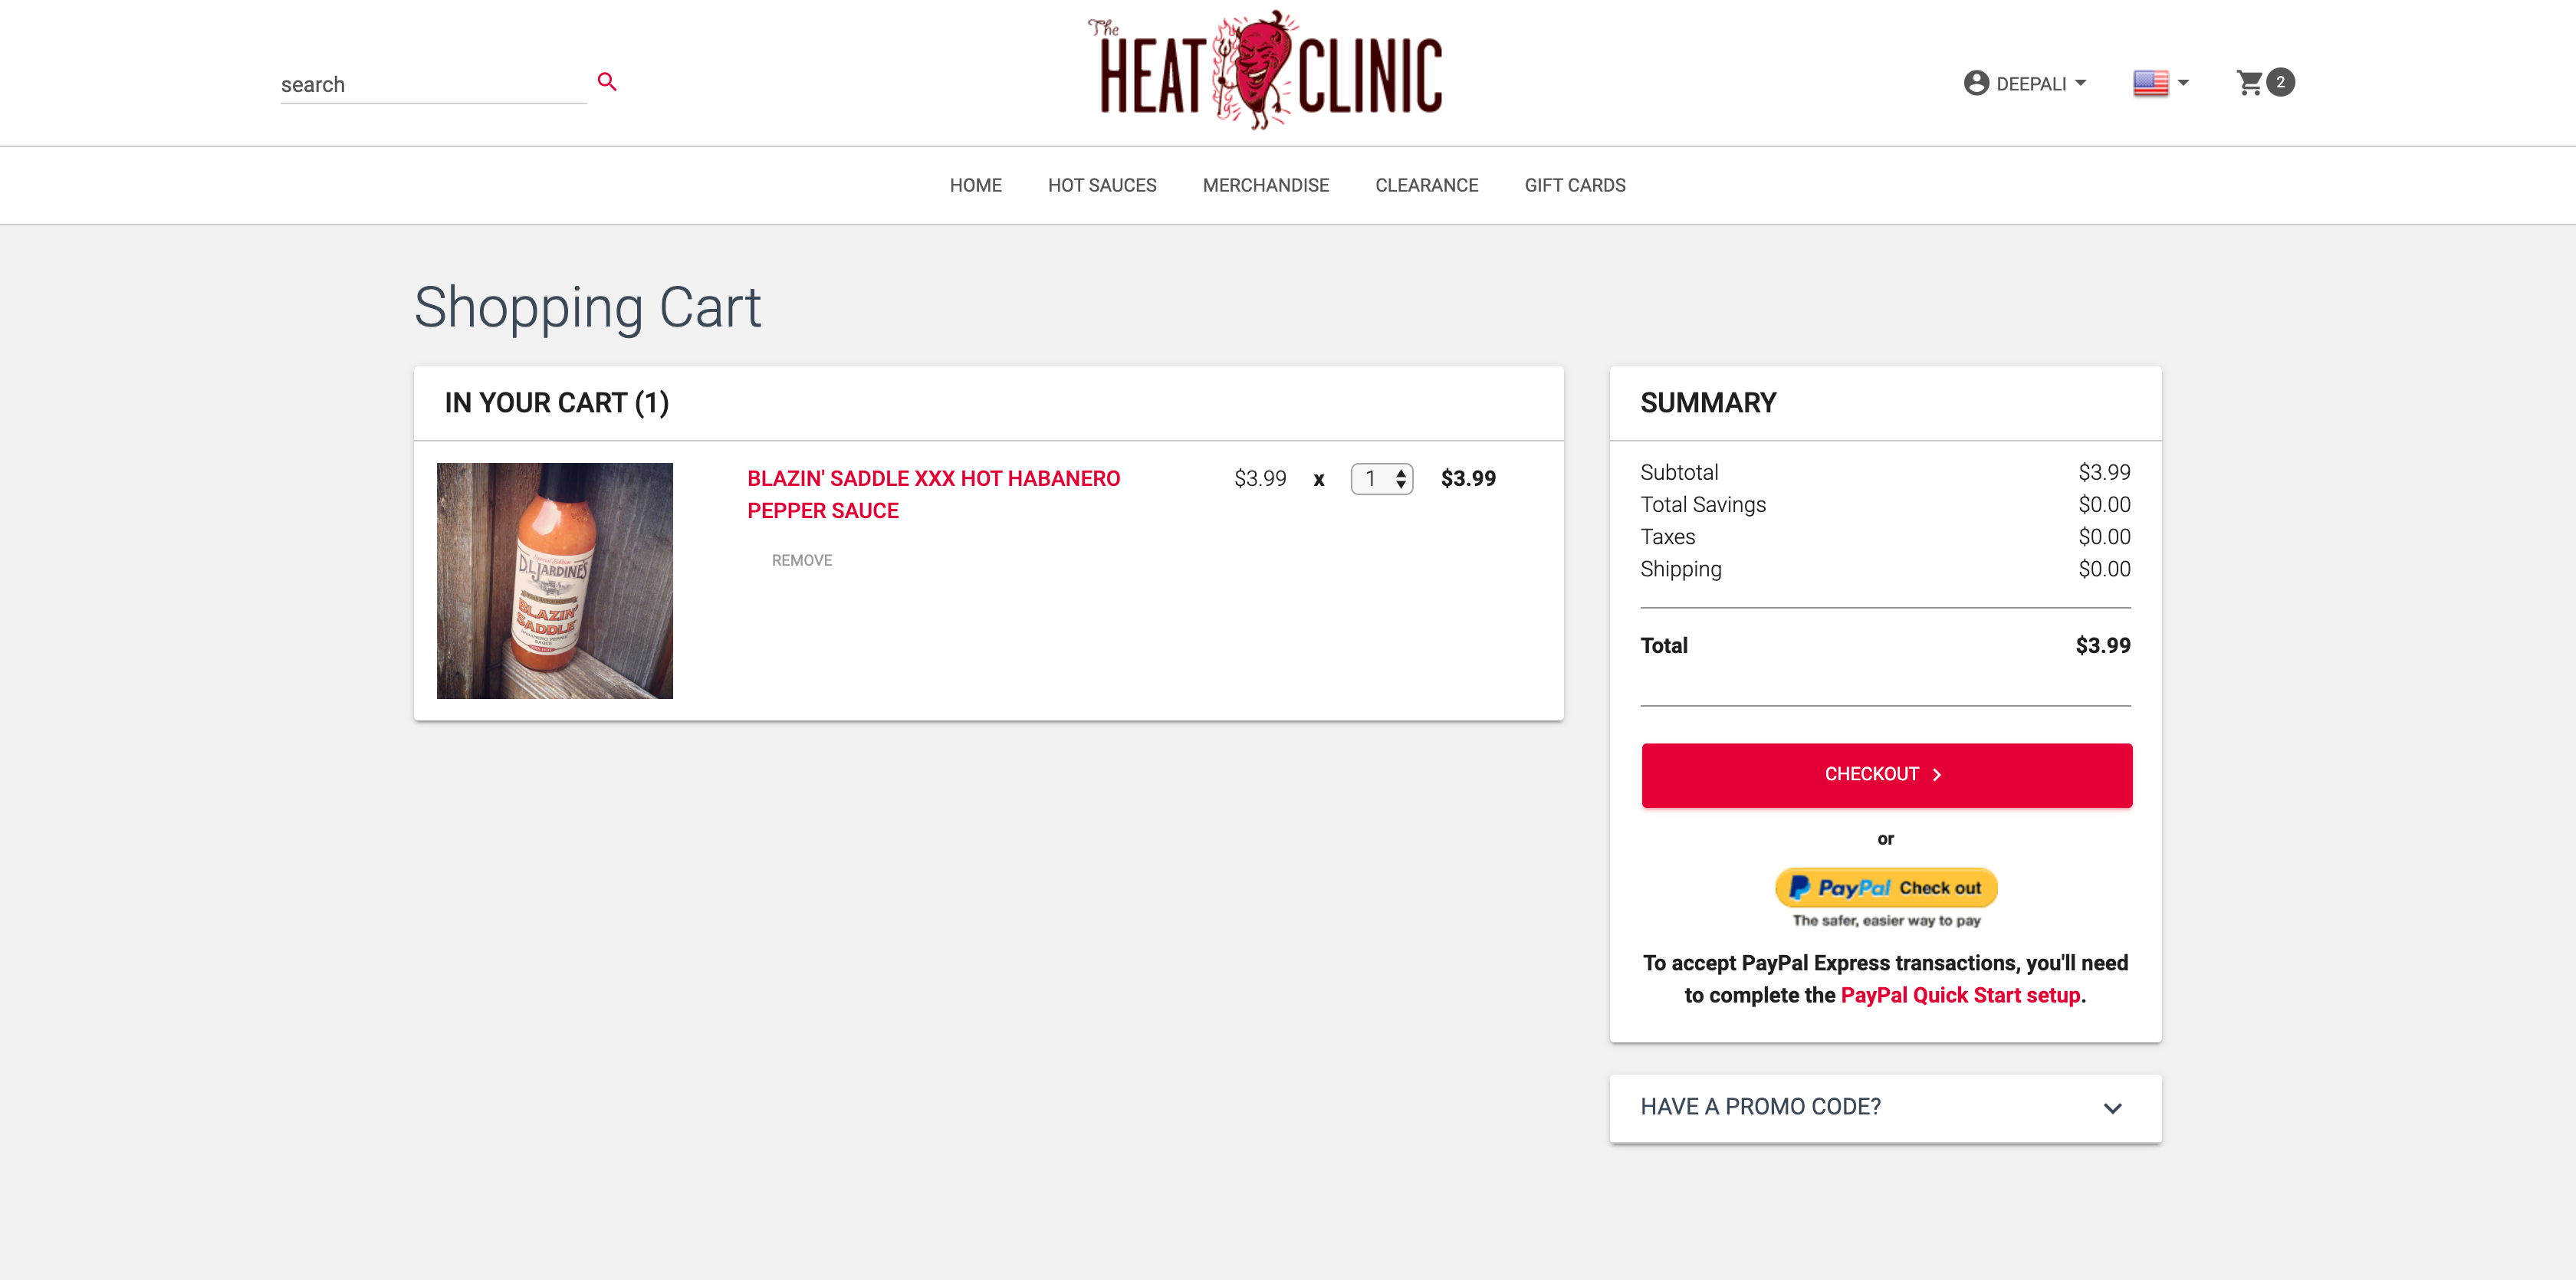 search
The
HEAT CLINIC
DEEPALI
2
HOME HOT SAUCES MERCHANDISE CLEARANCE GIFT CARDS
Shopping Cart
IN YOUR CART (1)
BLAZIN' SADDLE XXX HOT HABANERO
PEPPER SAUCE
$3.99 x 1 $3.99
REMOVE
D.L. JARDINE'S
BLAZIN'
SADDLE
HABANERO PEPPER
SAUCE
SUMMARY
Subtotal $3.99
Total Savings $0.00
Taxes $0.00
Shipping $0.00
Total $3.99
CHECKOUT
or
PayPal Check out
The safer, easier way to pay
To accept PayPal Express transactions, you'll need
to complete the PayPal Quick Start setup.
HAVE A PROMO CODE?